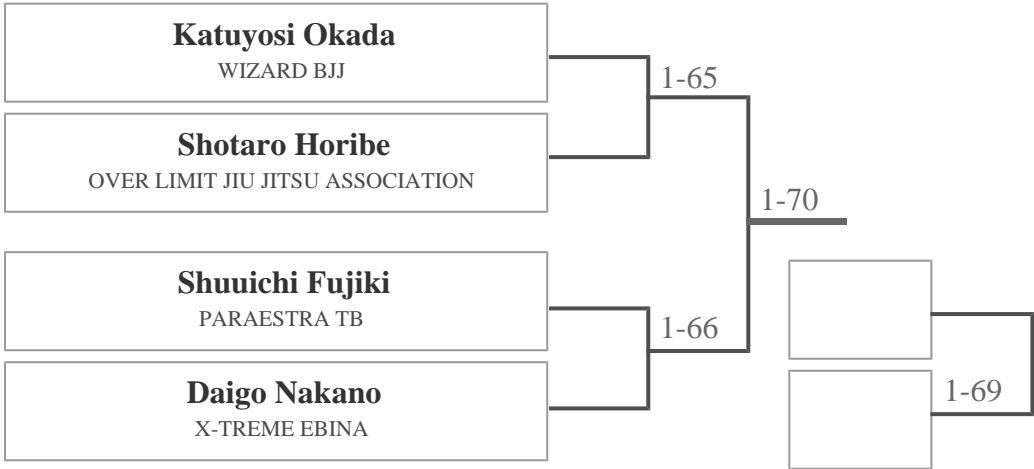 Katuyosi Okada
WIZARD BJJ
1-65
Shotaro Horibe
OVER LIMIT JIU JITSU ASSOCIATION
1-70
Shuuichi Fujiki
PARAESTRA TB
1-66
Daigo Nakano
X-TREME EBINA
1-69